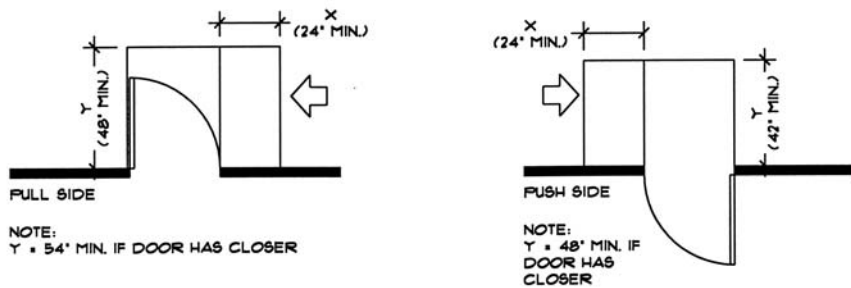 X
(24" MIN.)
Y
(48" MIN.)
PULL SIDE
NOTE:
Y = 54" MIN. IF DOOR HAS CLOSER
X
(24" MIN.)
Y
(42" MIN.)
PUSH SIDE
NOTE:
Y = 48" MIN. IF
DOOR HAS
CLOSER